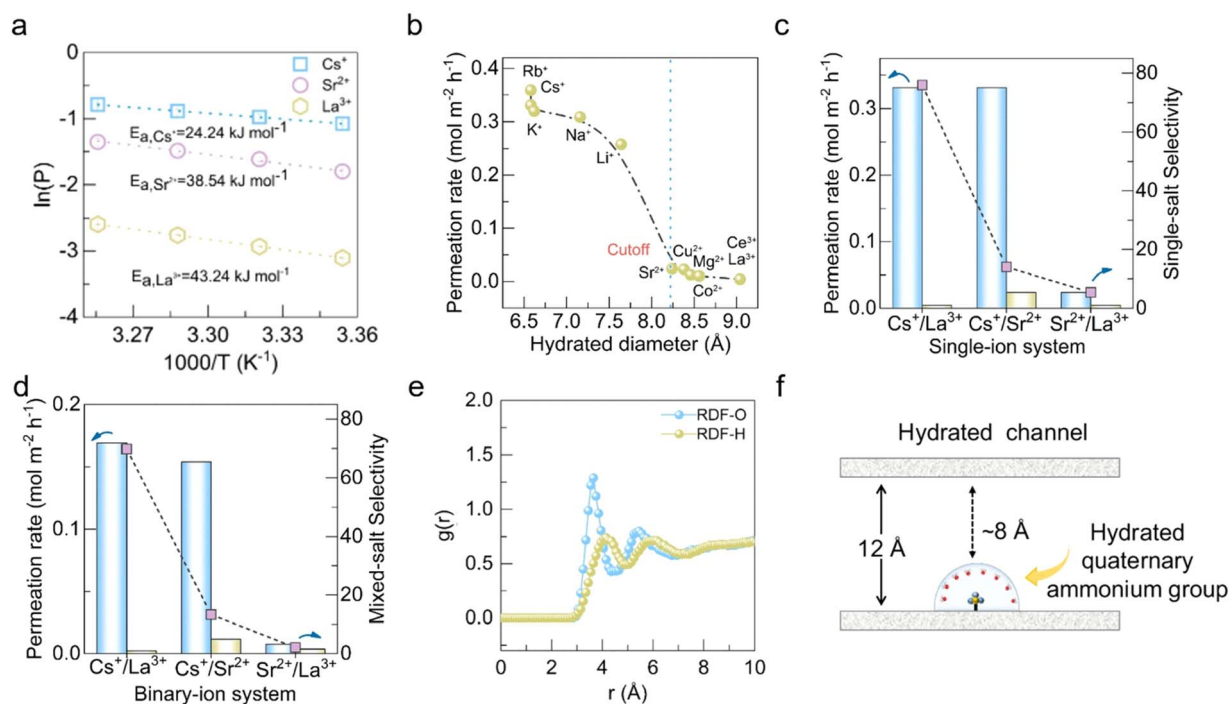 a
0
-1
-2
-3
-4
ln(P)
Cs⁺
Sr²⁺
La³⁺
Eₐ,Cs⁺=24.24 kJ mol⁻¹
Eₐ,Sr²⁺=38.54 kJ mol⁻¹
Eₐ,La³⁺=43.24 kJ mol⁻¹
3.27 3.30 3.33 3.36
1000/T (K⁻¹)
b
0.4
0.3
0.2
0.1
0.0
Permeation rate (mol m⁻² h⁻¹)
Rb⁺
Cs⁺
K⁺
Na⁺
Li⁺
Cutoff
Sr²⁺
Cu²⁺
Mg²⁺
Co²⁺
Ce³⁺
La³⁺
6.5 7.0 7.5 8.0 8.5 9.0
Hydrated diameter (Å)
c
0.3
0.2
0.1
0.0
Permeation rate (mol m⁻² h⁻¹)
80
60
40
20
0
Single-salt Selectivity
Cs⁺/La³⁺ Cs⁺/Sr²⁺ Sr²⁺/La³⁺
Single-ion system
d
0.2
0.1
0.0
Permeation rate (mol m⁻² h⁻¹)
80
60
40
20
0
Mixed-salt Selectivity
Cs⁺/La³⁺ Cs⁺/Sr²⁺ Sr²⁺/La³⁺
Binary-ion system
e
2.0
1.5
1.0
0.5
0.0
g(r)
RDF-O
RDF-H
0 2 4 6 8 10
r (Å)
f
Hydrated channel
12 Å
~8 Å
Hydrated
quaternary
ammonium group